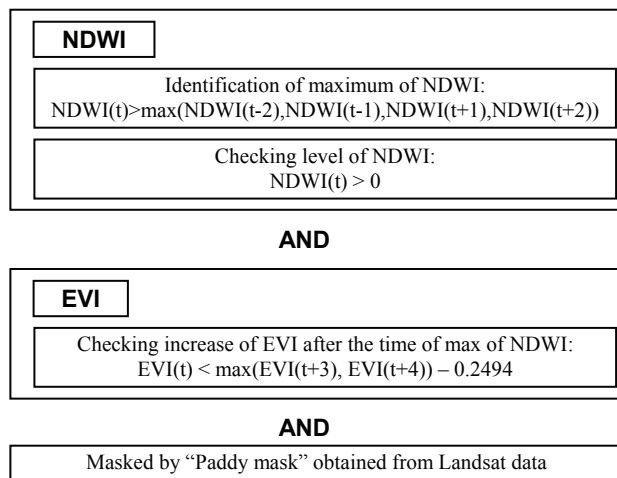 NDWI
Identification of maximum of NDWI:
NDWI(t)>max(NDWI(t-2),NDWI(t-1),NDWI(t+1),NDWI(t+2))
Checking level of NDWI:
NDWI(t) > 0
AND
EVI
Checking increase of EVI after the time of max of NDWI:
EVI(t) < max(EVI(t+3), EVI(t+4)) – 0.2494
AND
Masked by “Paddy mask” obtained from Landsat data